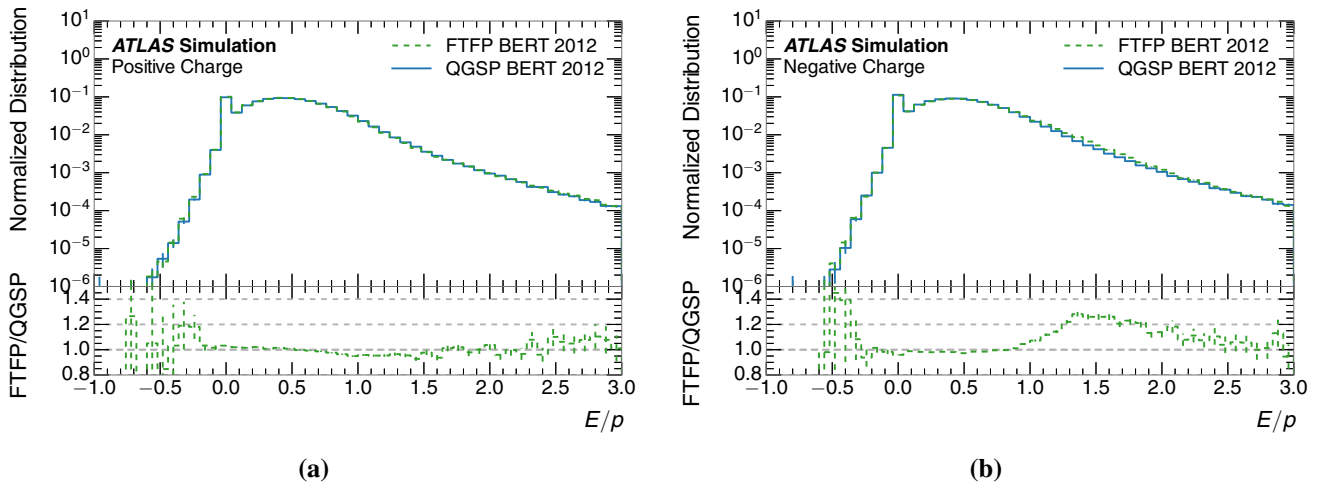 10¹
10⁰
10⁻¹
10⁻²
10⁻³
10⁻⁴
10⁻⁵
10⁻⁶
Normalized Distribution
ATLAS Simulation
Positive Charge
FTFP BERT 2012
QGSP BERT 2012
1.4
1.2
1.0
0.8
FTFP/QGSP
−1.0 −0.5 0.0 0.5 1.0 1.5 2.0 2.5 3.0
E/p
(a)
10¹
10⁰
10⁻¹
10⁻²
10⁻³
10⁻⁴
10⁻⁵
10⁻⁶
Normalized Distribution
ATLAS Simulation
Negative Charge
FTFP BERT 2012
QGSP BERT 2012
1.4
1.2
1.0
0.8
FTFP/QGSP
−1.0 −0.5 0.0 0.5 1.0 1.5 2.0 2.5 3.0
E/p
(b)